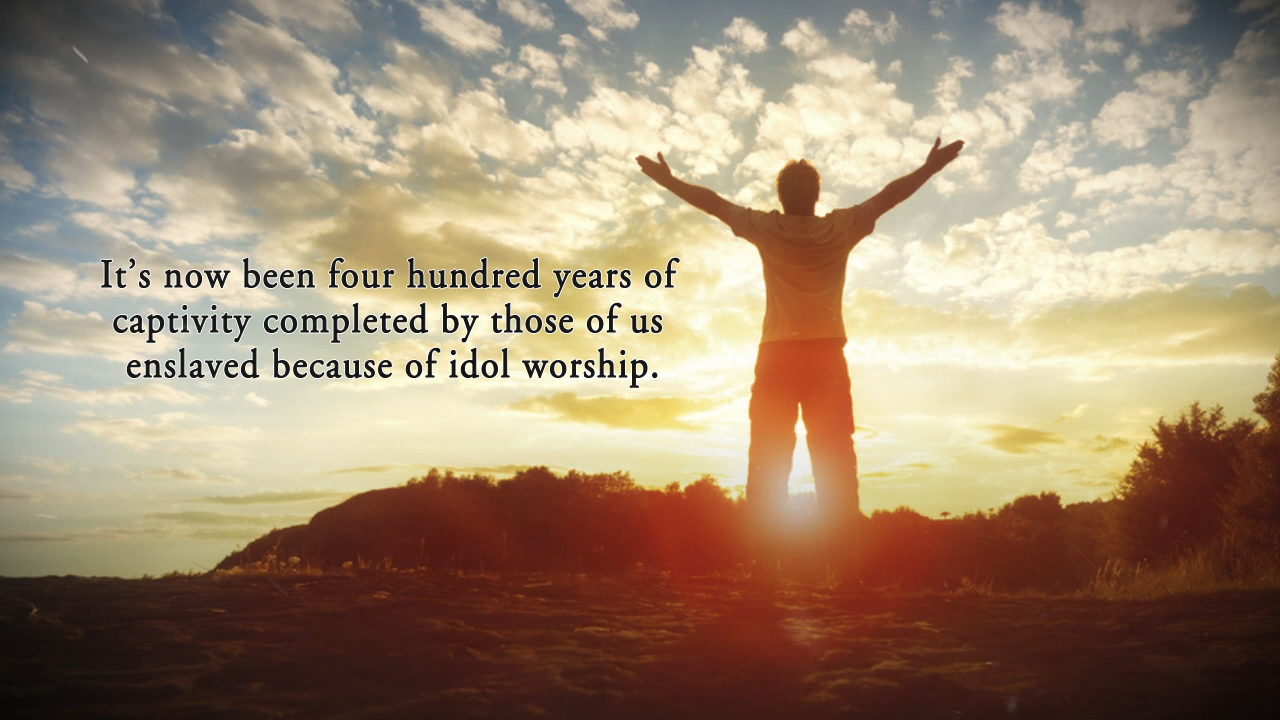 It’s now been four hundred years of
captivity completed by those of us
enslaved because of idol worship.